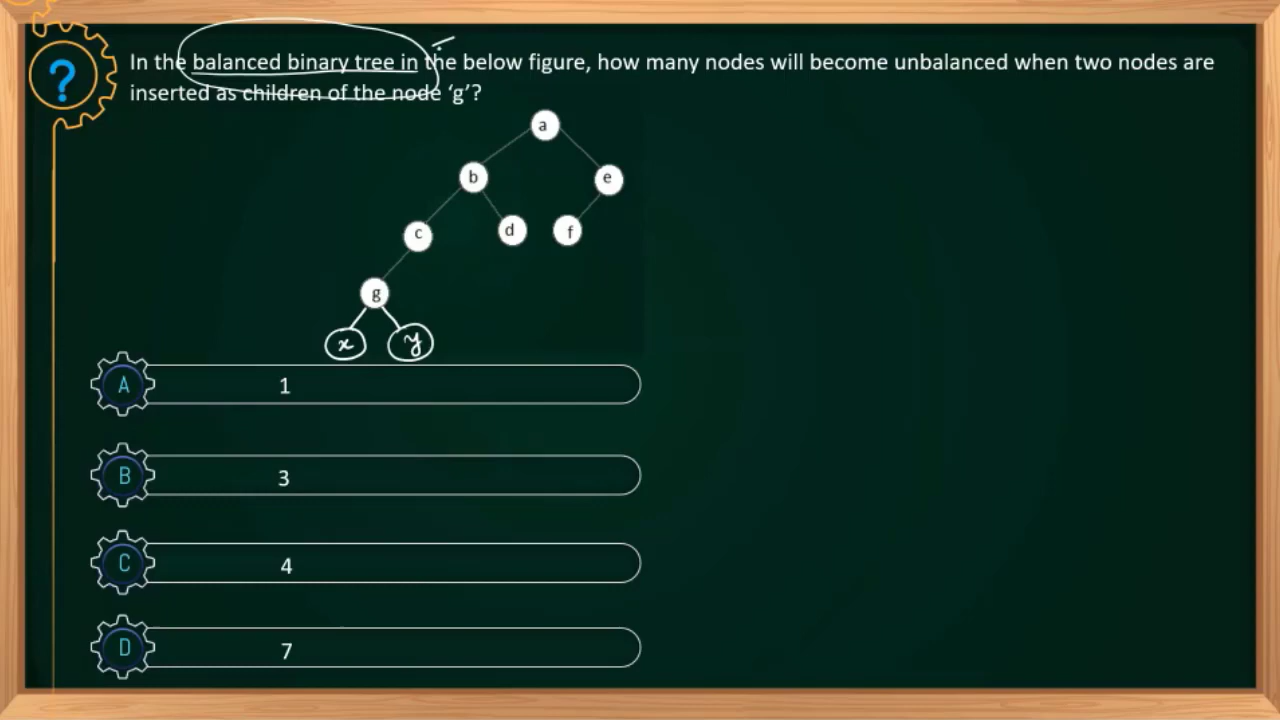 ?
In the balanced binary tree in the below figure, how many nodes will become unbalanced when two nodes are
inserted as children of the node ‘g’?
a
b
e
c
d
f
g
x
y
A
1
B
3
C
4
D
7